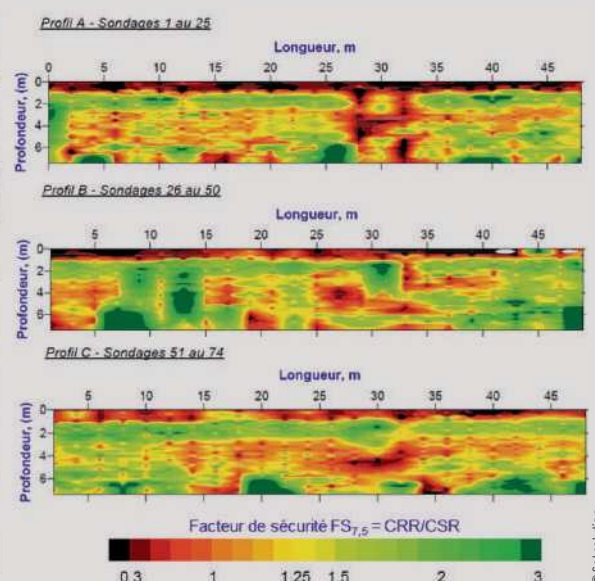 Profil A - Sondages 1 au 25
Longueur, m
0 5 10 15 20 25 30 35 40 45
Profondeur, (m)
0
2
4
6
Profil B - Sondages 26 au 50
Longueur, m
5 10 15 20 25 30 35 40 45
Profondeur, (m)
0
2
4
6
Profil C - Sondages 51 au 74
Longueur, m
5 10 15 20 25 30 35 40 45
Profondeur, (m)
0
2
4
6
Facteur de sécurité FS7,5 = CRR/CSR
0.3 1 1.25 1.5 2 3